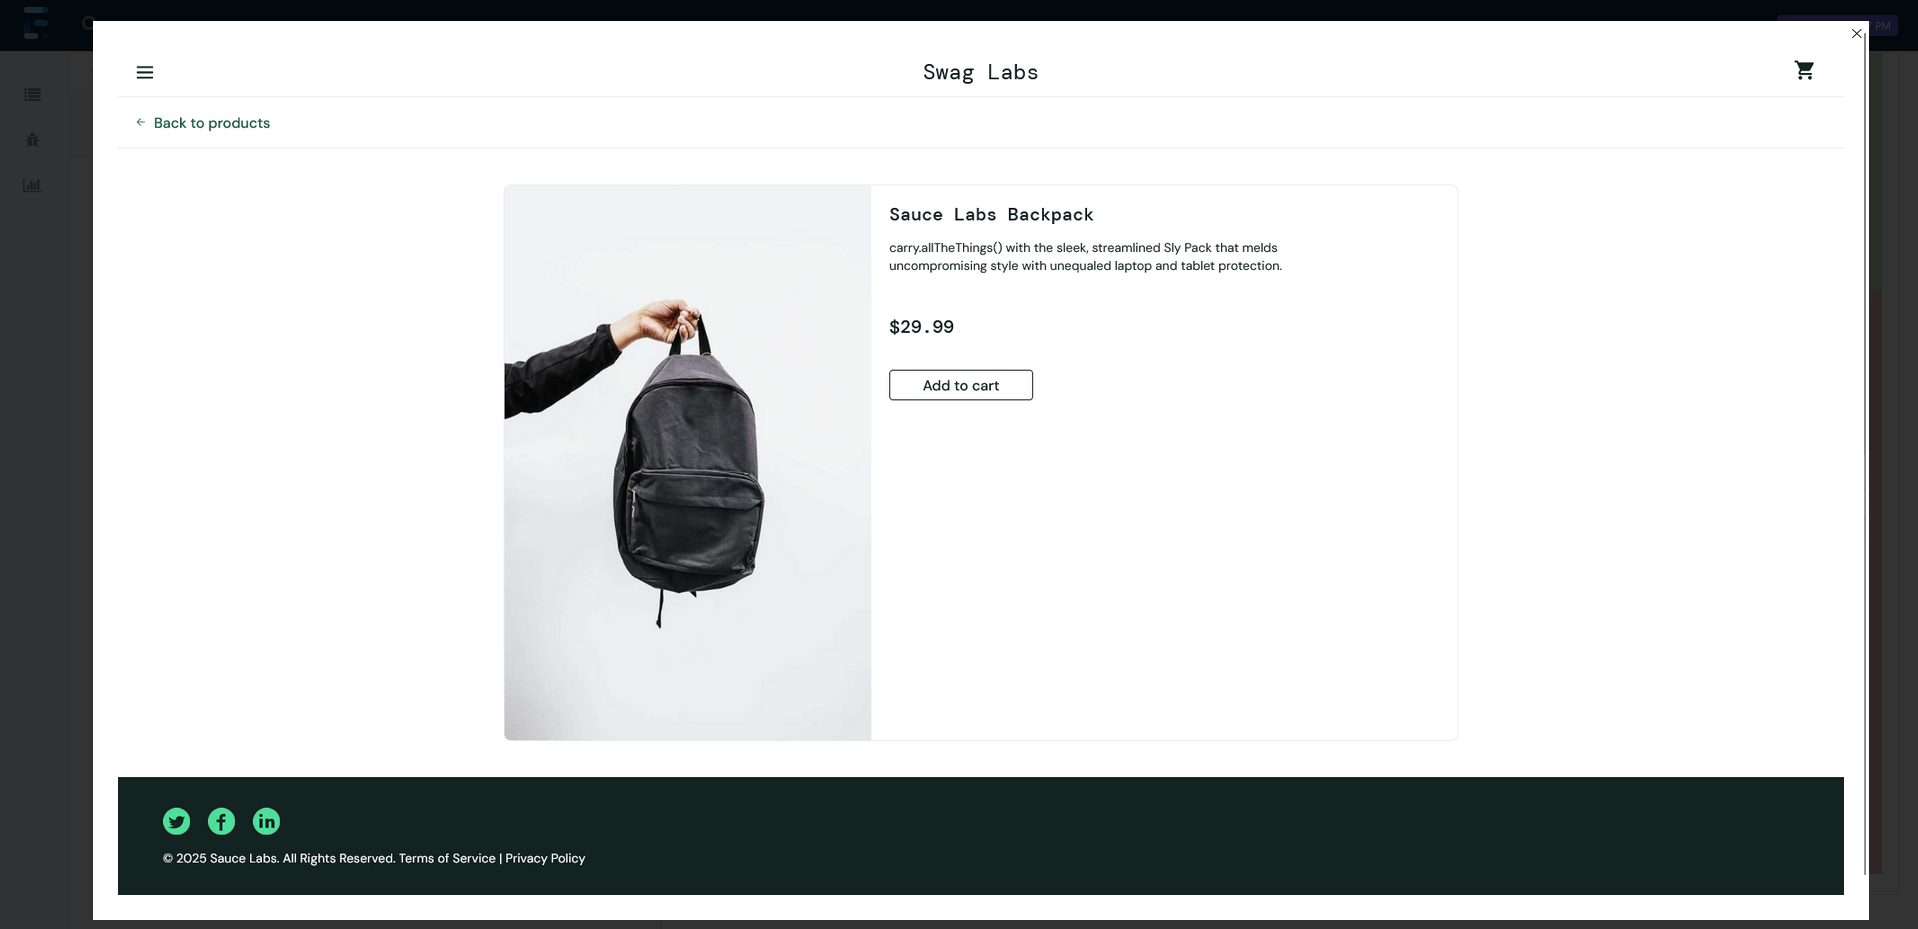 PM
Swag Labs
Back to products
Sauce Labs Backpack
carry.allTheThings() with the sleek, streamlined Sly Pack that melds
uncompromising style with unequaled laptop and tablet protection.
$29.99
Add to cart
© 2025 Sauce Labs. All Rights Reserved. Terms of Service | Privacy Policy